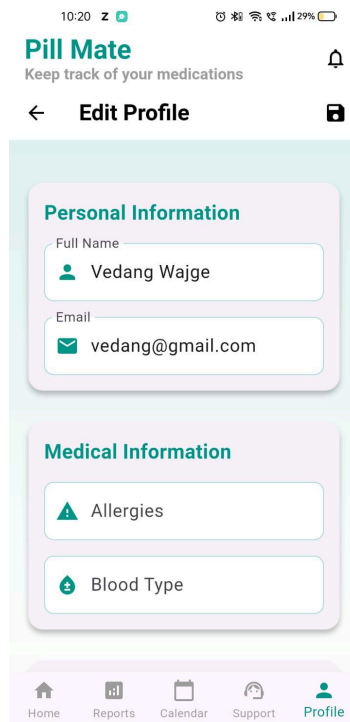 10:20 Z 29%
Pill Mate
Keep track of your medications
Edit Profile
Personal Information
Full Name
Vedang Wajge
Email
vedang@gmail.com
Medical Information
Allergies
Blood Type
Home Reports Calendar Support Profile